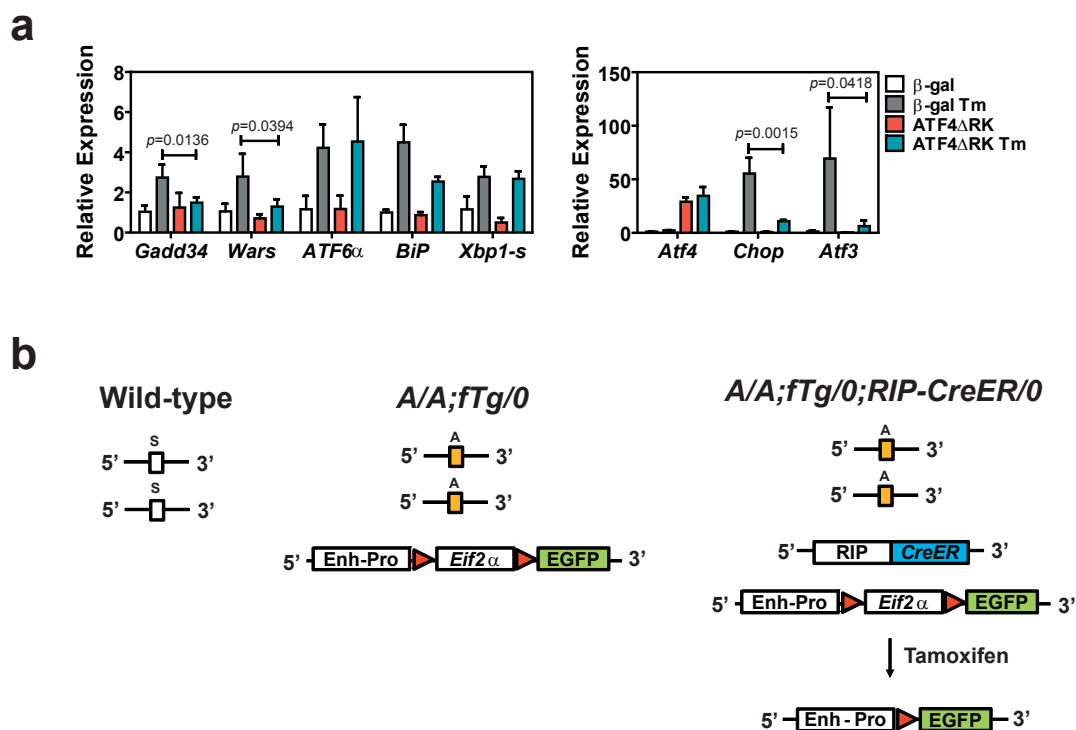 a
Relative Expression
8
6
4
2
0
p=0.0136
p=0.0394
Gadd34 Wars ATF6α BiP Xbp1-s
Relative Expression
150
100
50
0
p=0.0015
p=0.0418
Atf4 Chop Atf3
β-gal
β-gal Tm
ATF4ΔRK
ATF4ΔRK Tm
b
Wild-type
S
5’ 3’
S
5’ 3’
A/A;fTg/0
A
5’ 3’
A
5’ 3’
5’ Enh-Pro Eif2α EGFP 3’
A/A;fTg/0;RIP-CreER/0
A
5’ 3’
A
5’ 3’
5’ RIP CreER 3’
5’ Enh-Pro Eif2α EGFP 3’
Tamoxifen
5’ Enh - Pro EGFP 3’